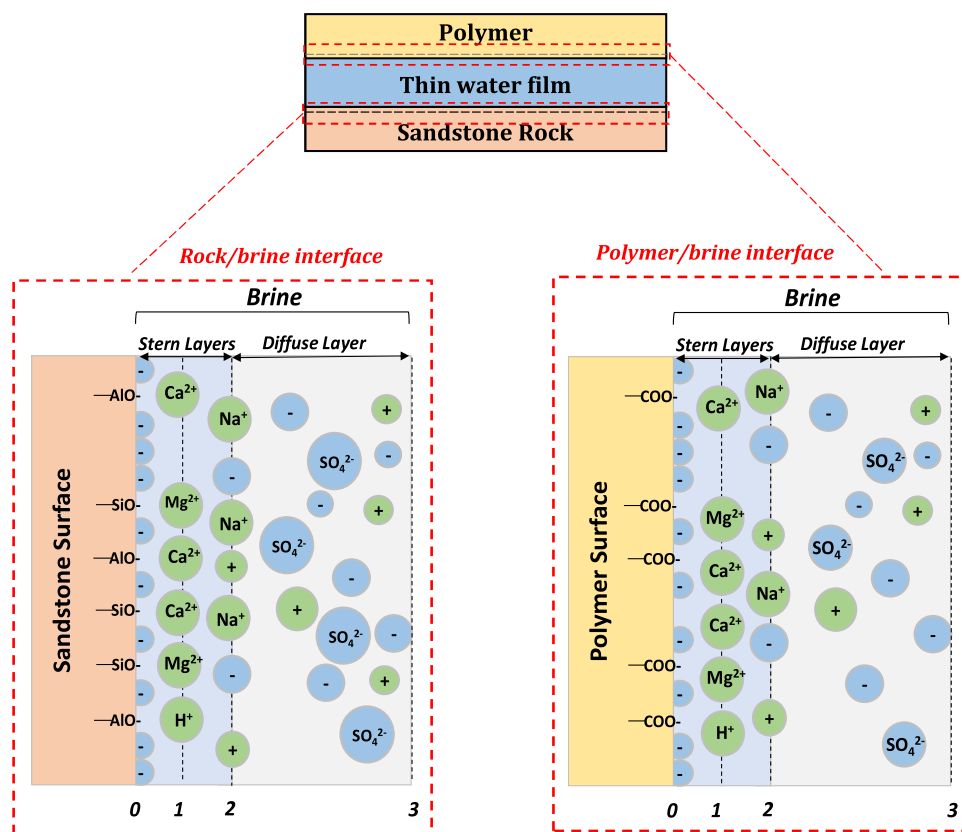 Polymer
Thin water film
Sandstone Rock
Rock/brine interface
Polymer/brine interface
Brine
Stern Layers
Diffuse Layer
Sandstone Surface
-
—AlO-
Ca²⁺
Na⁺
-
+
-
SO₄²⁻
-
-
-
-
—SiO-
Mg²⁺
Na⁺
-
+
-
SO₄²⁻
—AlO-
Ca²⁺
+
-
-
—SiO-
Ca²⁺
Na⁺
+
-
SO₄²⁻
-
—SiO-
Mg²⁺
-
-
+
-
—AlO-
H⁺
SO₄²⁻
-
+
-
0 1 2 3
Brine
Stern Layers
Diffuse Layer
Polymer Surface
-
—COO-
Ca²⁺
Na⁺
-
+
-
-
SO₄²⁻
-
-
-
—COO-
Mg²⁺
-
+
-
+
SO₄²⁻
—COO-
Ca²⁺
-
-
Na⁺
+
Ca²⁺
-
-
-
—COO-
Mg²⁺
-
-
—COO-
H⁺
+
SO₄²⁻
-
-
0 1 2 3